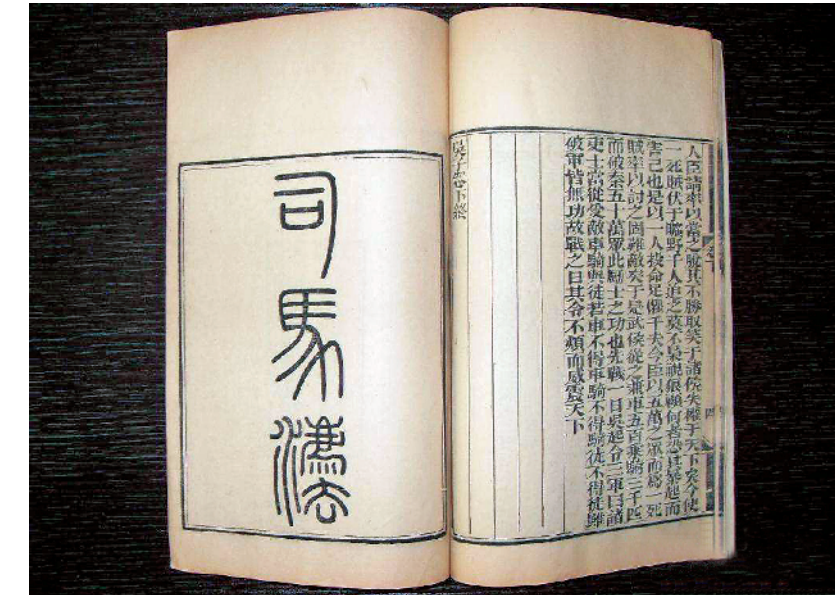 人臣請率以當之脫其不勝取笑于諸侯失權于天下矣今使
一死賊伏于曠野千人追之莫不梟視狼顧何者恐其暴起而
害己也是以一人投命足懼千夫今臣以五萬之眾而爲一死
賊率以討之固難敵矣于是武侯從之兼車五百乘騎三千匹
而破秦五十萬眾此勵士之功也先戰一日吳起令三軍曰諸
吏士當從受敵車騎與徒若車不得車騎不得騎徒不得徒雖
破軍皆無功故戰之日其令不煩而威震天下
吳子卷下終
司馬灋